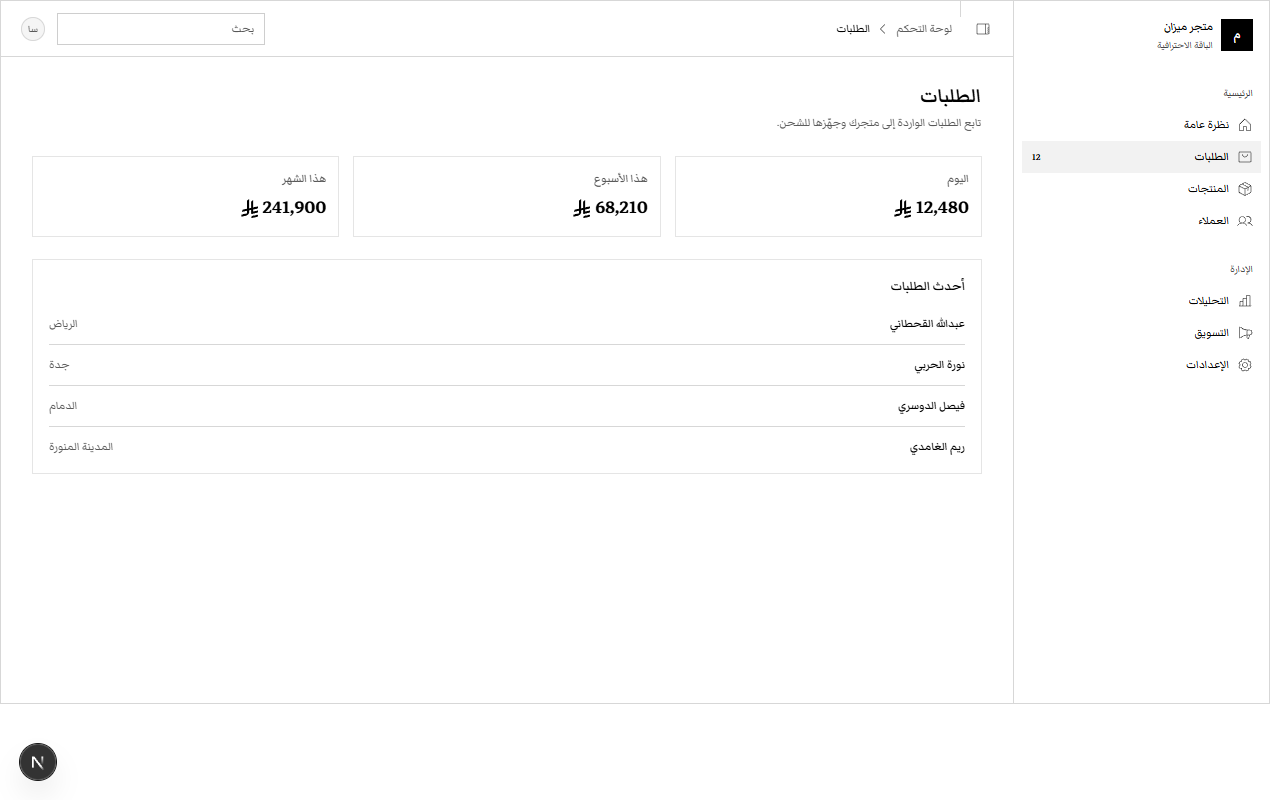 م
متجر ميزان
الباقة الاحترافية
الرئيسية
نظرة عامة
الطلبات 12
المنتجات
العملاء
الإدارة
التحليلات
التسويق
الإعدادات
لوحة التحكم
الطلبات
بحث
سا
الطلبات
تابع الطلبات الواردة إلى متجرك وجهّزها للشحن.
اليوم
12,480
هذا الأسبوع
68,210
هذا الشهر
241,900
أحدث الطلبات
عبدالله القحطاني الرياض
نورة الحربي جدة
فيصل الدوسري الدمام
ريم الغامدي المدينة المنورة
N